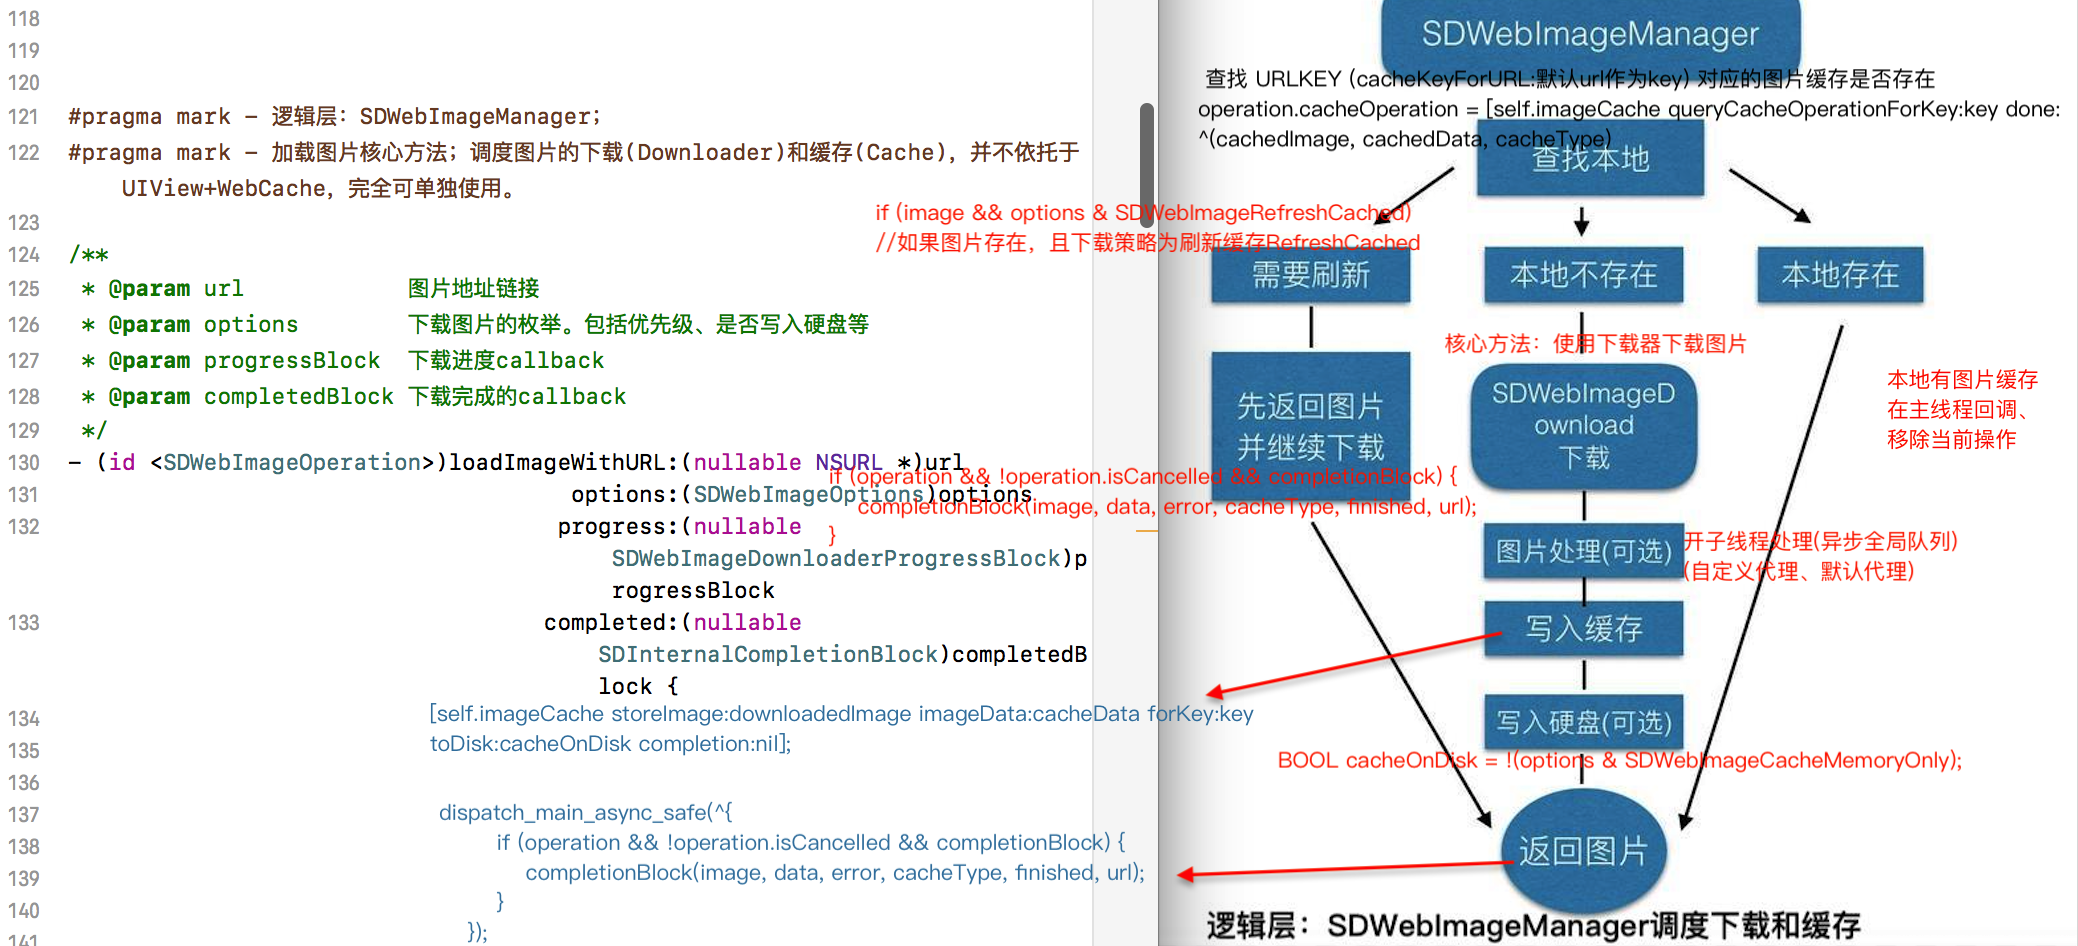 118
119
120
121 #pragma mark - 逻辑层：SDWebImageManager；
122 #pragma mark - 加载图片核心方法；调度图片的下载(Downloader)和缓存(Cache)，并不依托于
UIView+WebCache，完全可单独使用。
123
124 /**
125 * @param url 图片地址链接
126 * @param options 下载图片的枚举。包括优先级、是否写入硬盘等
127 * @param progressBlock 下载进度callback
128 * @param completedBlock 下载完成的callback
129 */
130 - (id <SDWebImageOperation>)loadImageWithURL:(nullable NSURL *)url
131 options:(SDWebImageOptions)options
132 progress:(nullable
SDWebImageDownloaderProgressBlock)p
rogressBlock
133 completed:(nullable
SDInternalCompletionBlock)completedB
lock {
134
135
136
137
138
139
140
141
[self.imageCache storeImage:downloadedImage imageData:cacheData forKey:key
toDisk:cacheOnDisk completion:nil];
dispatch_main_async_safe(^{
if (operation && !operation.isCancelled && completionBlock) {
completionBlock(image, data, error, cacheType, finished, url);
}
});
SDWebImageManager
查找 URLKEY (cacheKeyForURL:默认url作为key) 对应的图片缓存是否存在
operation.cacheOperation = [self.imageCache queryCacheOperationForKey:key done:
^(cachedImage, cachedData, cacheType)
查找本地
if (image && options & SDWebImageRefreshCached)
//如果图片存在，且下载策略为刷新缓存RefreshCached
需要刷新
本地不存在
本地存在
核心方法：使用下载器下载图片
先返回图片
并继续下载
SDWebImageD
ownload
下载
本地有图片缓存
在主线程回调、
移除当前操作
if (operation && !operation.isCancelled && completionBlock) {
completionBlock(image, data, error, cacheType, finished, url);
}
图片处理(可选)
开子线程处理(异步全局队列)
(自定义代理、默认代理)
写入缓存
写入硬盘(可选)
BOOL cacheOnDisk = !(options & SDWebImageCacheMemoryOnly);
返回图片
逻辑层：SDWebImageManager调度下载和缓存